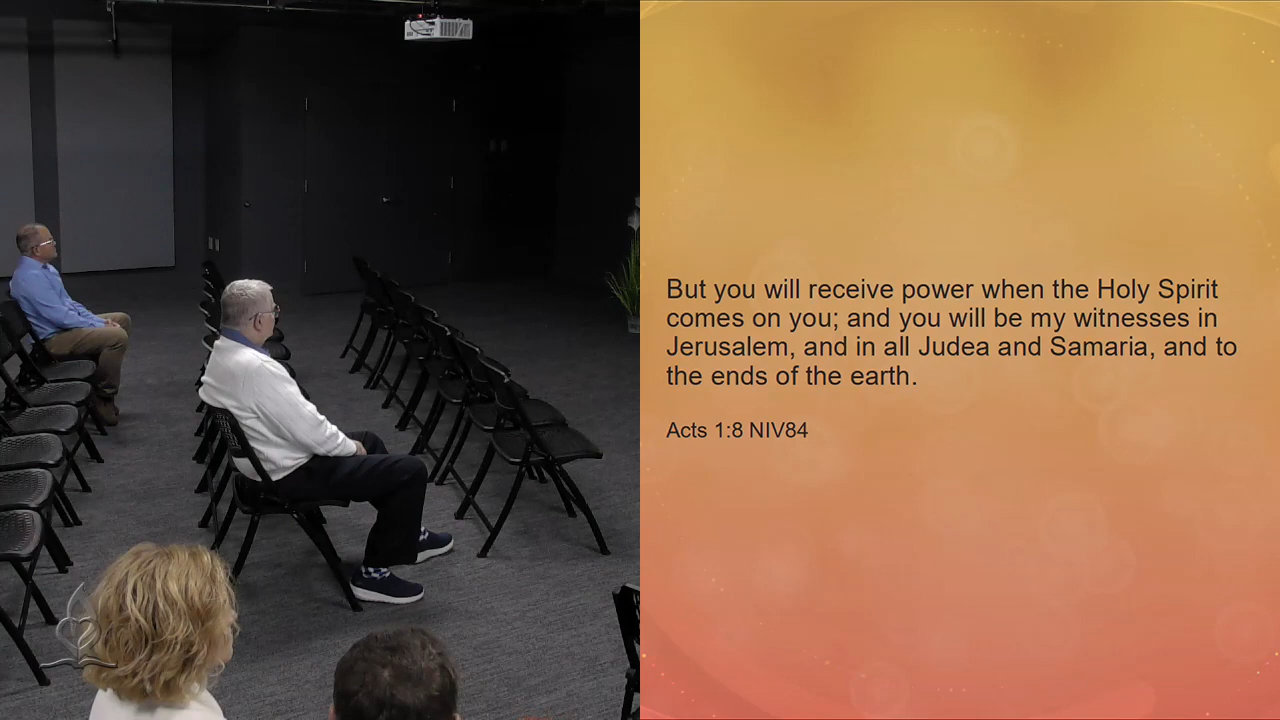 But you will receive power when the Holy Spirit
comes on you; and you will be my witnesses in
Jerusalem, and in all Judea and Samaria, and to
the ends of the earth.
Acts 1:8 NIV84